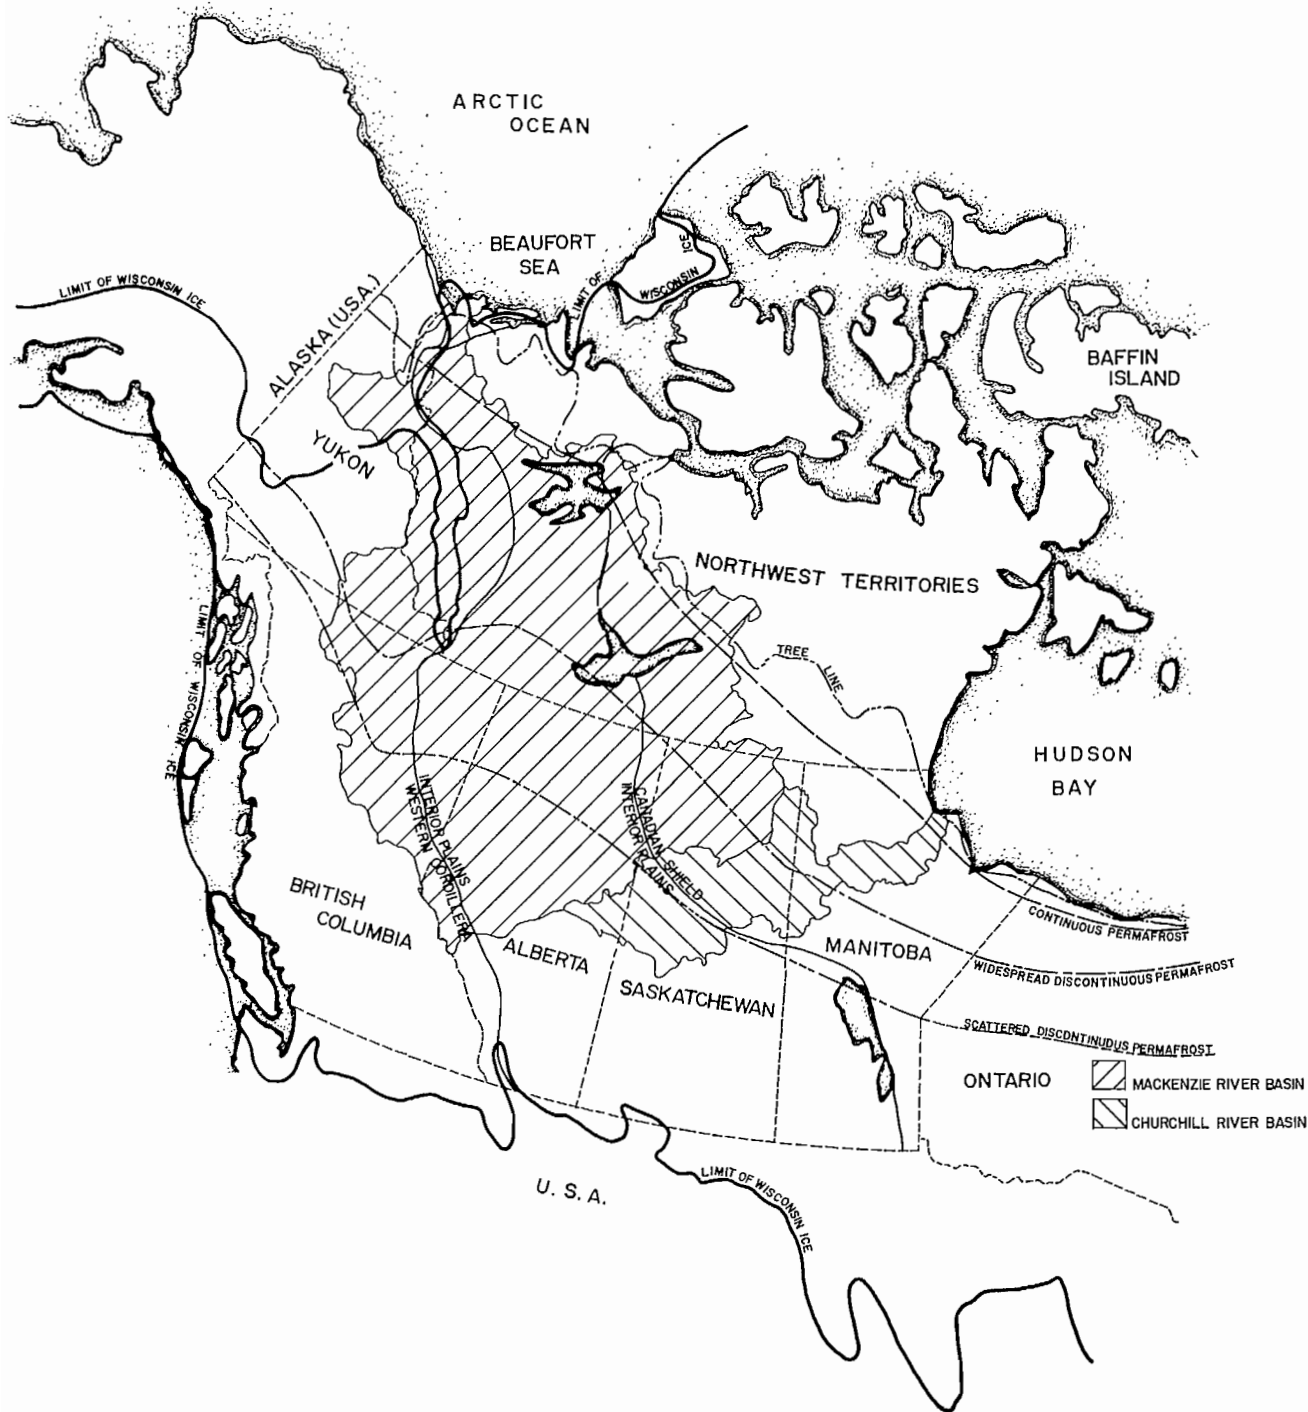 ARCTIC
OCEAN
BEAUFORT
SEA
LIMIT OF
WISCONSIN
ICE
LIMIT OF WISCONSIN ICE
ALASKA (U.S.A.)
BAFFIN
ISLAND
YUKON
NORTHWEST TERRITORIES
TREE
LINE
LIMIT OF WISCONSIN ICE
HUDSON
BAY
INTERIOR PLAINS
WESTERN CORDILLERA
CANADIAN SHIELD
INTERIOR PLAINS
BRITISH
COLUMBIA
ALBERTA
SASKATCHEWAN
MANITOBA
CONTINUOUS PERMAFROST
WIDESPREAD DISCONTINUOUS PERMAFROST
SCATTERED DISCONTINUOUS PERMAFROST
ONTARIO
MACKENZIE RIVER BASIN
CHURCHILL RIVER BASIN
U. S. A.
LIMIT OF WISCONSIN ICE